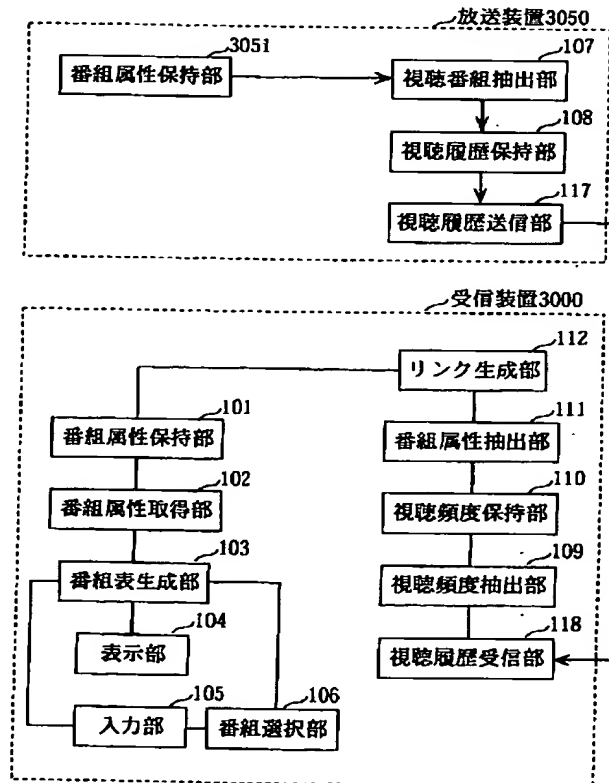 放送装置3050
3051
番組属性保持部
107
視聴番組抽出部
108
視聴履歴保持部
117
視聴履歴送信部
受信装置3000
112
リンク生成部
101
番組属性保持部
111
番組属性抽出部
102
番組属性取得部
110
視聴頻度保持部
103
番組表生成部
109
視聴頻度抽出部
104
表示部
118
視聴履歴受信部
105
入力部
106
番組選択部